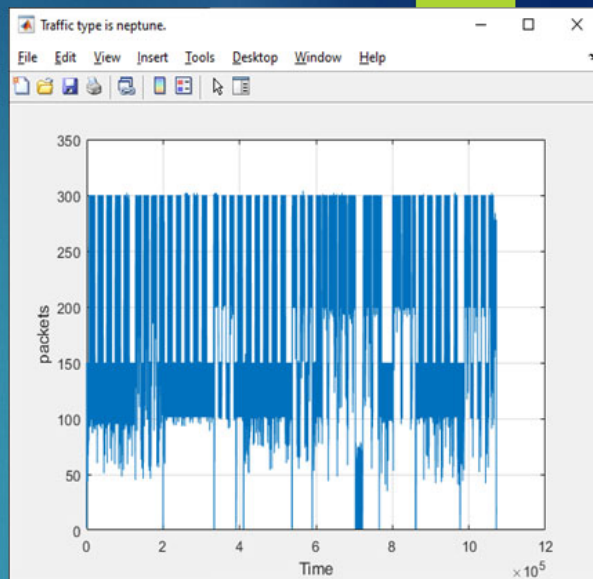 Traffic type is neptune.
File Edit View Insert Tools Desktop Window Help
350
300
250
200
150
100
50
0
packets
0 2 4 6 8 10 12
Time
×10^5